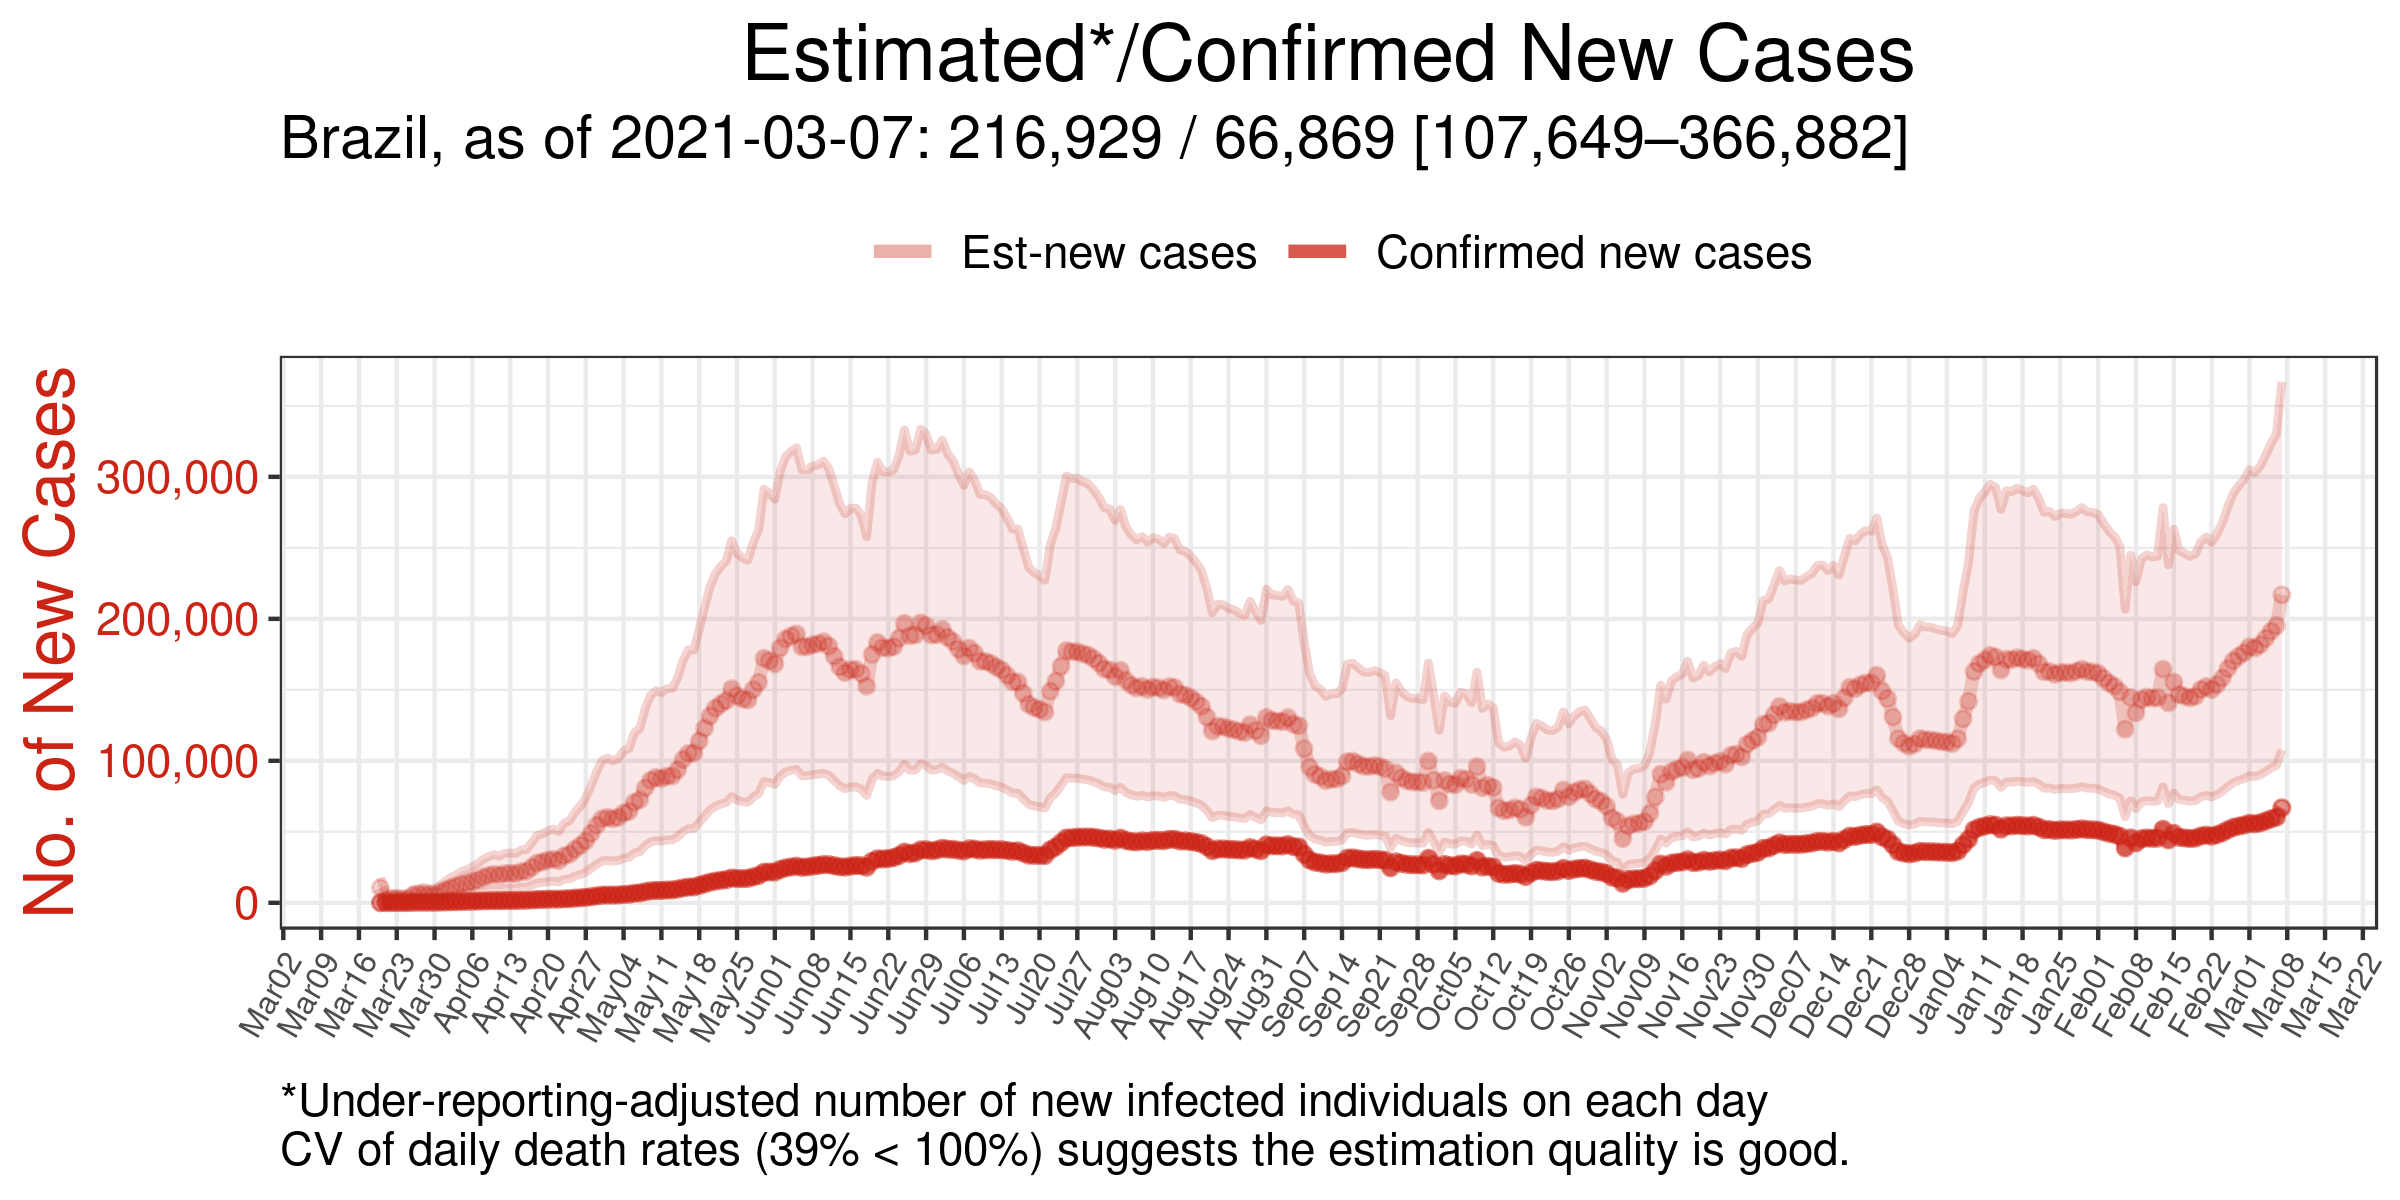 Estimated*/Confirmed New Cases
Brazil, as of 2021-03-07: 216,929 / 66,869 [107,649–366,882]
Est-new cases
Confirmed new cases
No. of New Cases
300,000
200,000
100,000
0
Mar02
Mar09
Mar16
Mar23
Mar30
Apr06
Apr13
Apr20
Apr27
May04
May11
May18
May25
Jun01
Jun08
Jun15
Jun22
Jun29
Jul06
Jul13
Jul20
Jul27
Aug03
Aug10
Aug17
Aug24
Aug31
Sep07
Sep14
Sep21
Sep28
Oct05
Oct12
Oct19
Oct26
Nov02
Nov09
Nov16
Nov23
Nov30
Dec07
Dec14
Dec21
Dec28
Jan04
Jan11
Jan18
Jan25
Feb01
Feb08
Feb15
Feb22
Mar01
Mar08
Mar15
Mar22
*Under-reporting-adjusted number of new infected individuals on each day
CV of daily death rates (39% < 100%) suggests the estimation quality is good.